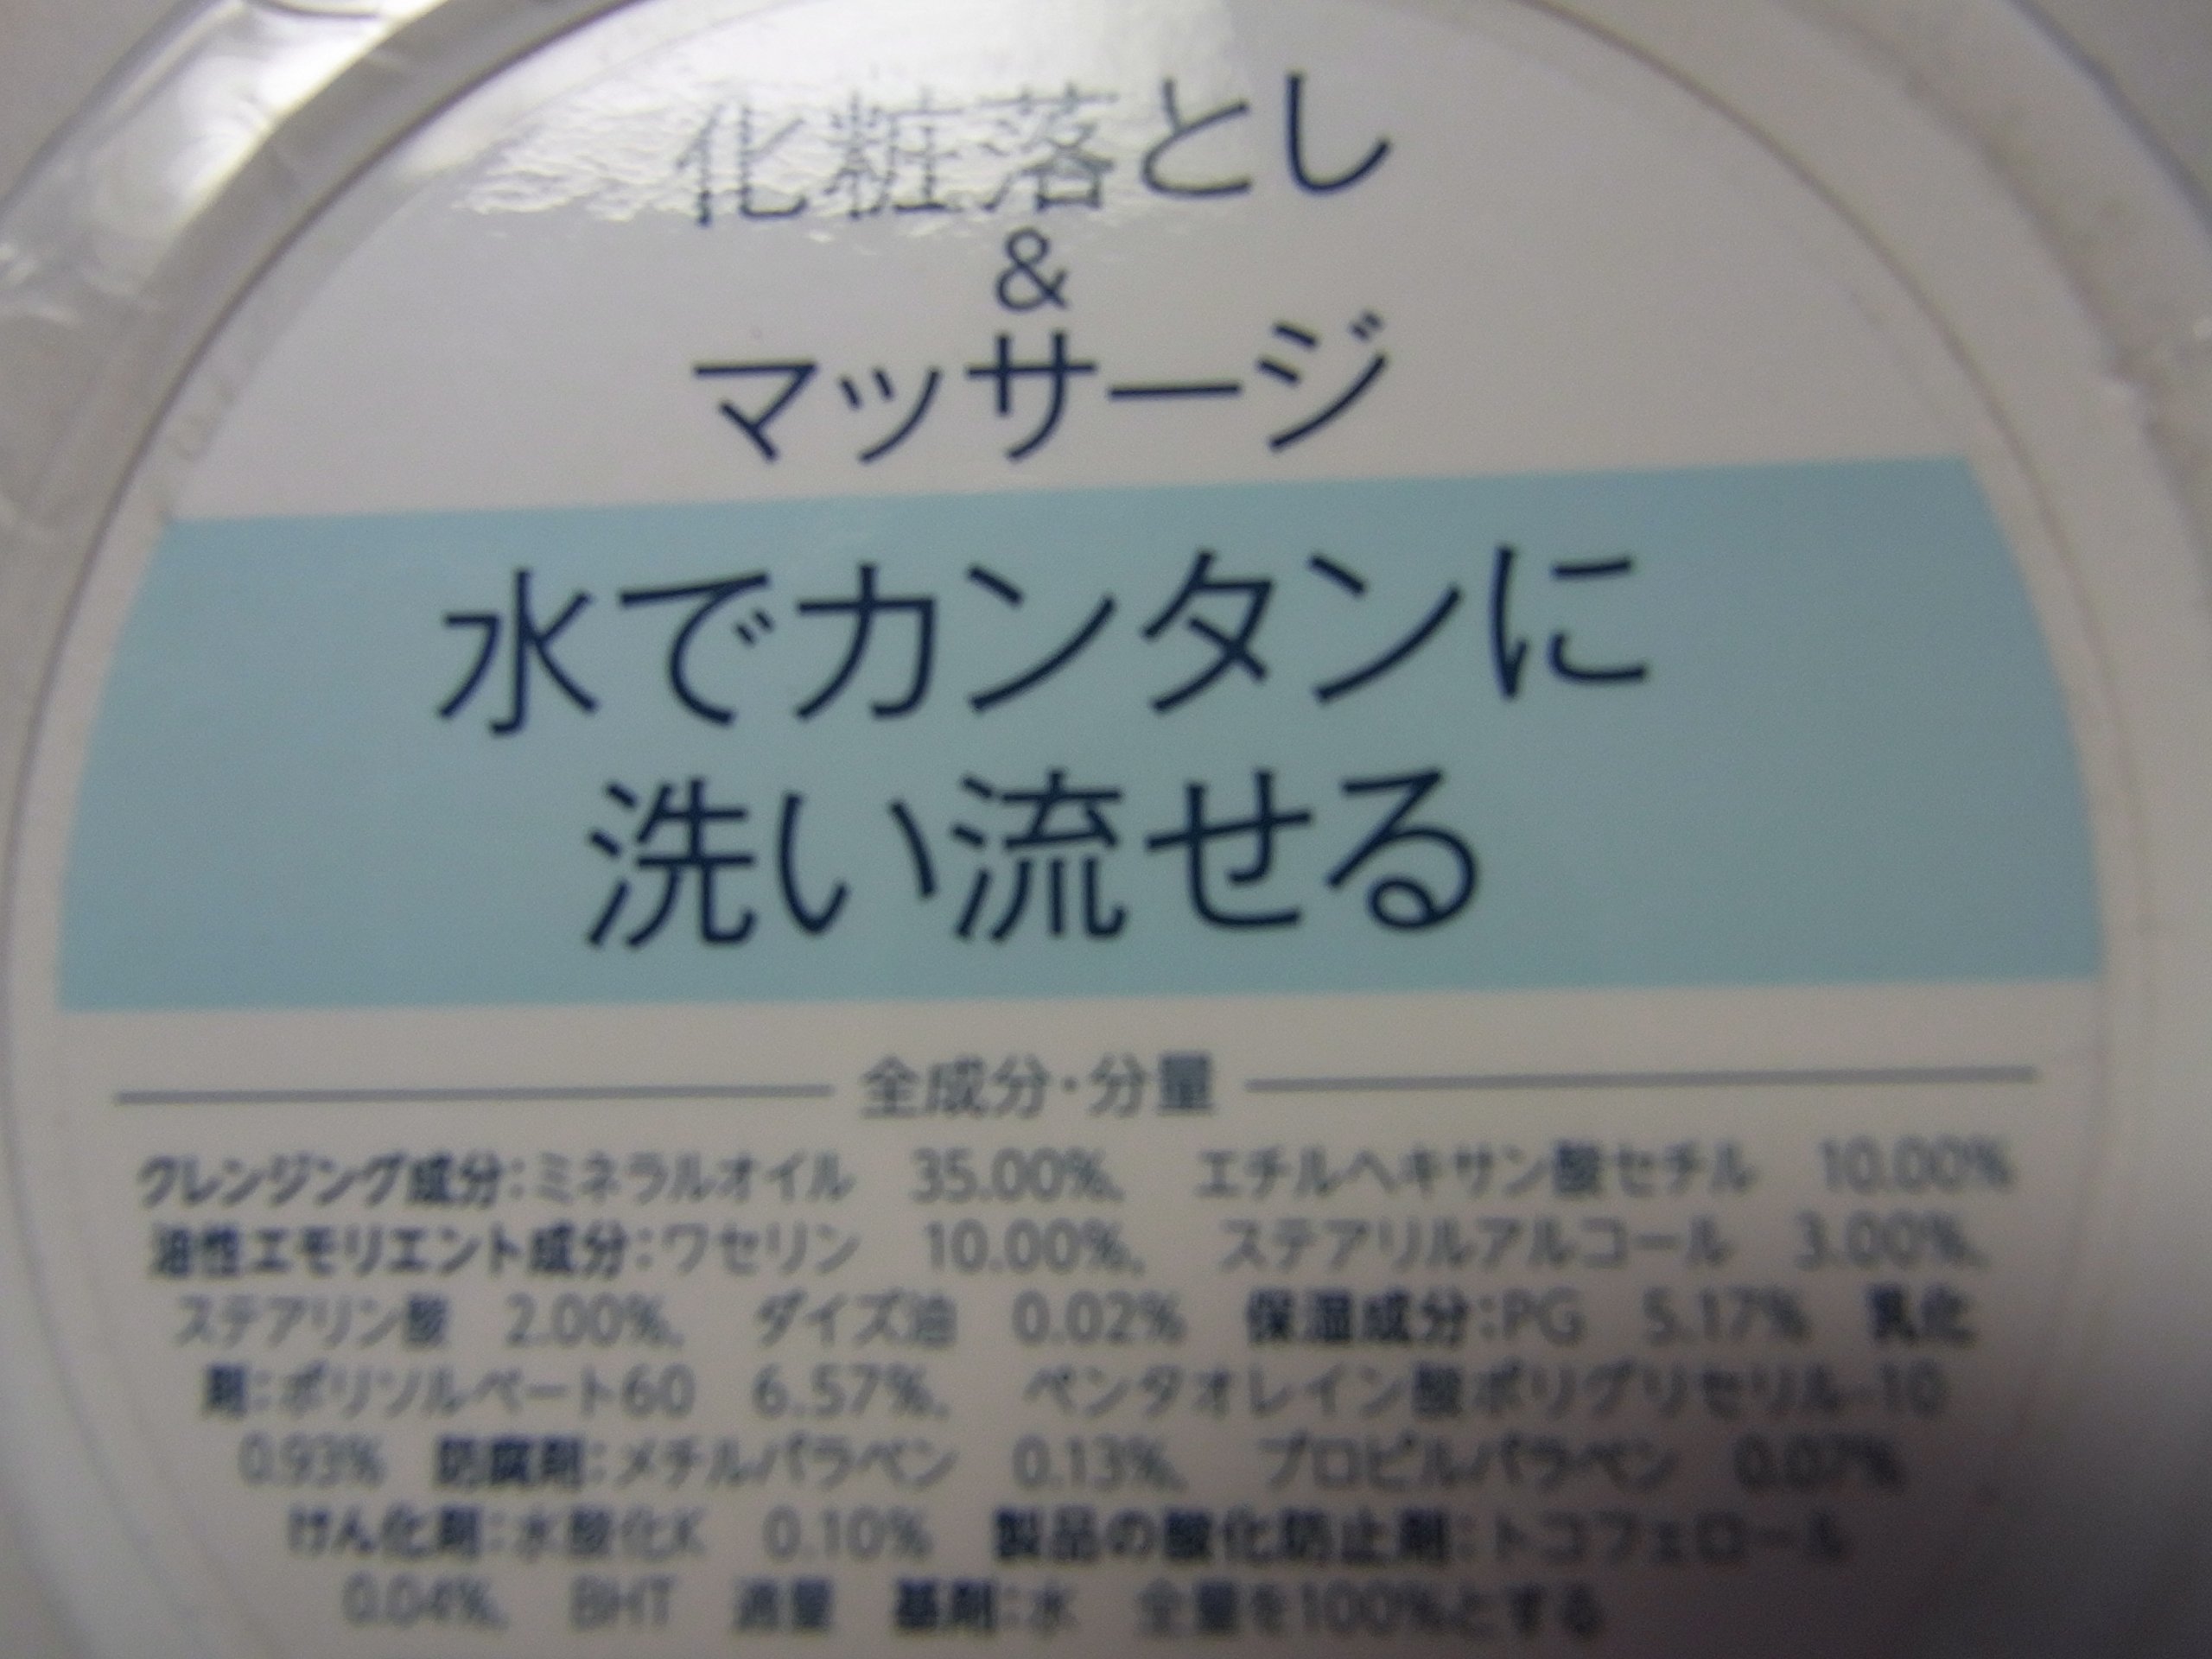 化粧落とし
&
マッサージ
水でカンタンに
洗い流せる
全成分・分量
クレンジング成分：ミネラルオイル　35.00%、　エチルヘキサン酸セチル　10.00%
油性エモリエント成分：ワセリン　10.00%、　ステアリルアルコール　3.00%、
ステアリン酸　2.00%、　ダイズ油　0.02%　保湿成分：PG　5.17%　乳化
剤：ポリソルベート60　6.57%、　ペンタオレイン酸ポリグリセリル-10
0.93%　防腐剤：メチルパラベン　0.13%、　プロピルパラベン　0.07%
けん化剤：水酸化K　0.10%　製品の酸化防止剤：トコフェロール
0.04%、　BHT　適量　基剤：水　全量を100%とする